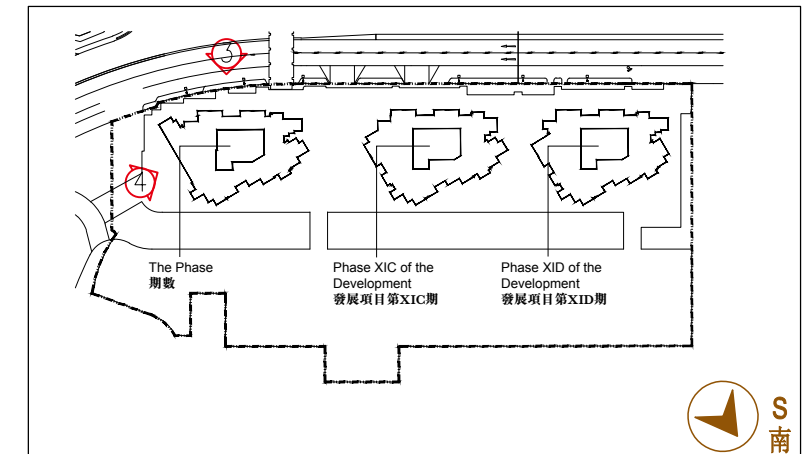 3
4
The Phase
期數
Phase XIC of the
Development
發展項目第XIC期
Phase XID of the
Development
發展項目第XID期
S
南